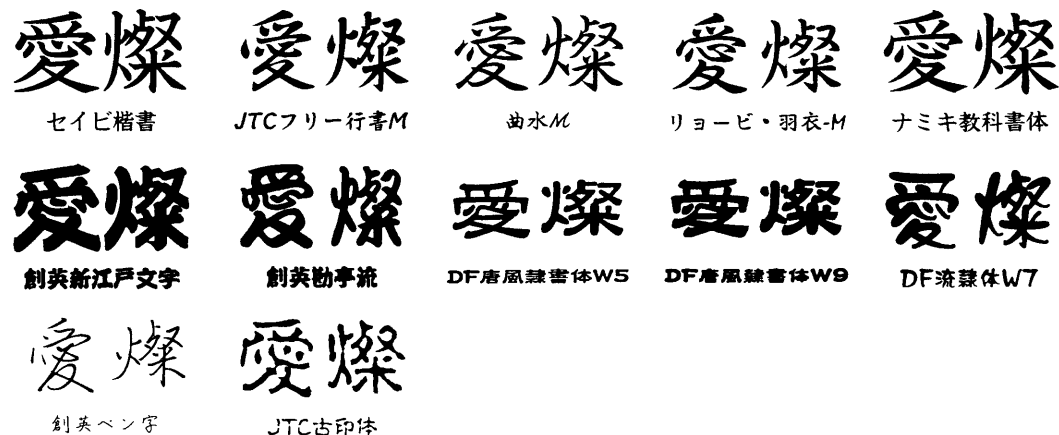 愛燦 愛燦 愛燦 愛燦 愛燦
セイビ楷書 JTCフリー行書M 曲水M リョービ・羽衣-M ナミキ教科書体
愛燦 愛燦 愛燦 愛燦 愛燦
創英新江戸文字 創英勘亭流 DF唐風隸書体W5 DF唐風隸書体W9 DF流隸体W7
愛燦 愛燦
創英ペン字 JTC古印体